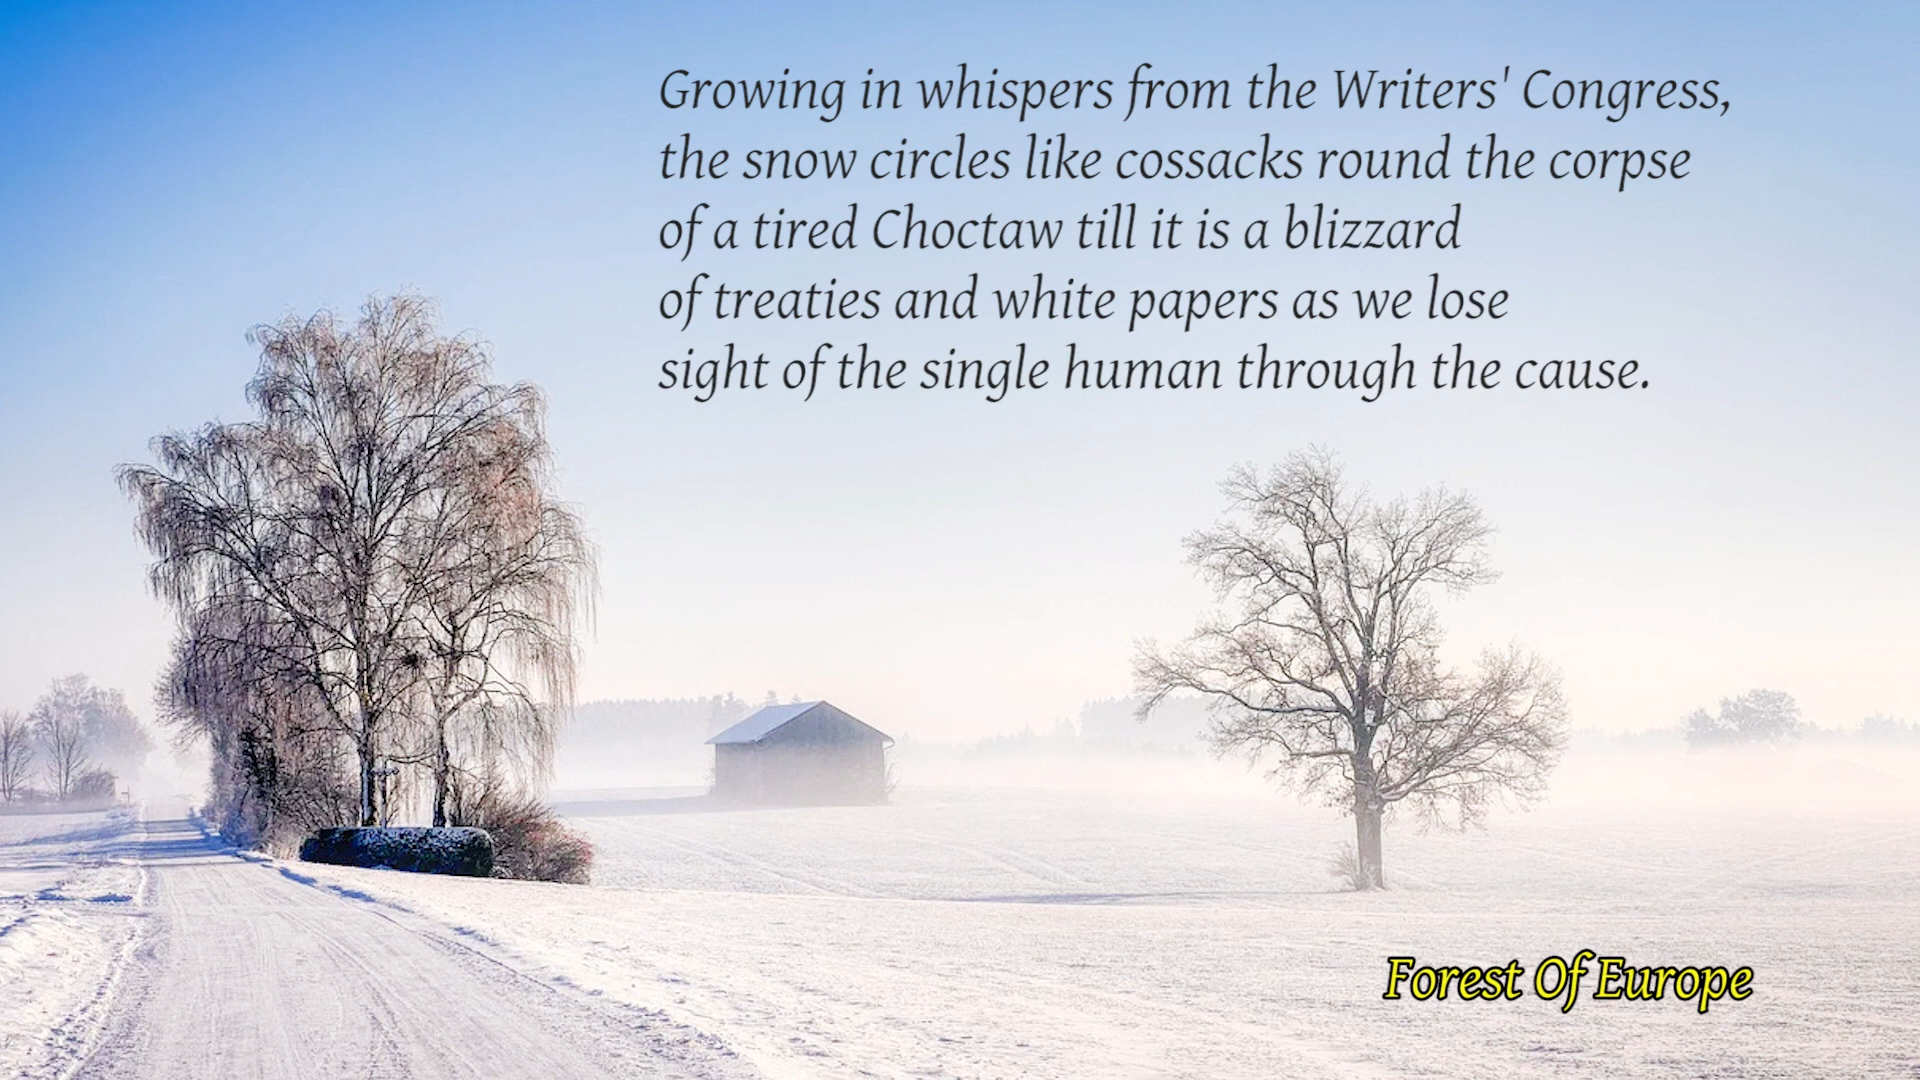 Growing in whispers from the Writers' Congress,
the snow circles like cossacks round the corpse
of a tired Choctaw till it is a blizzard
of treaties and white papers as we lose
sight of the single human through the cause.
Forest Of Europe